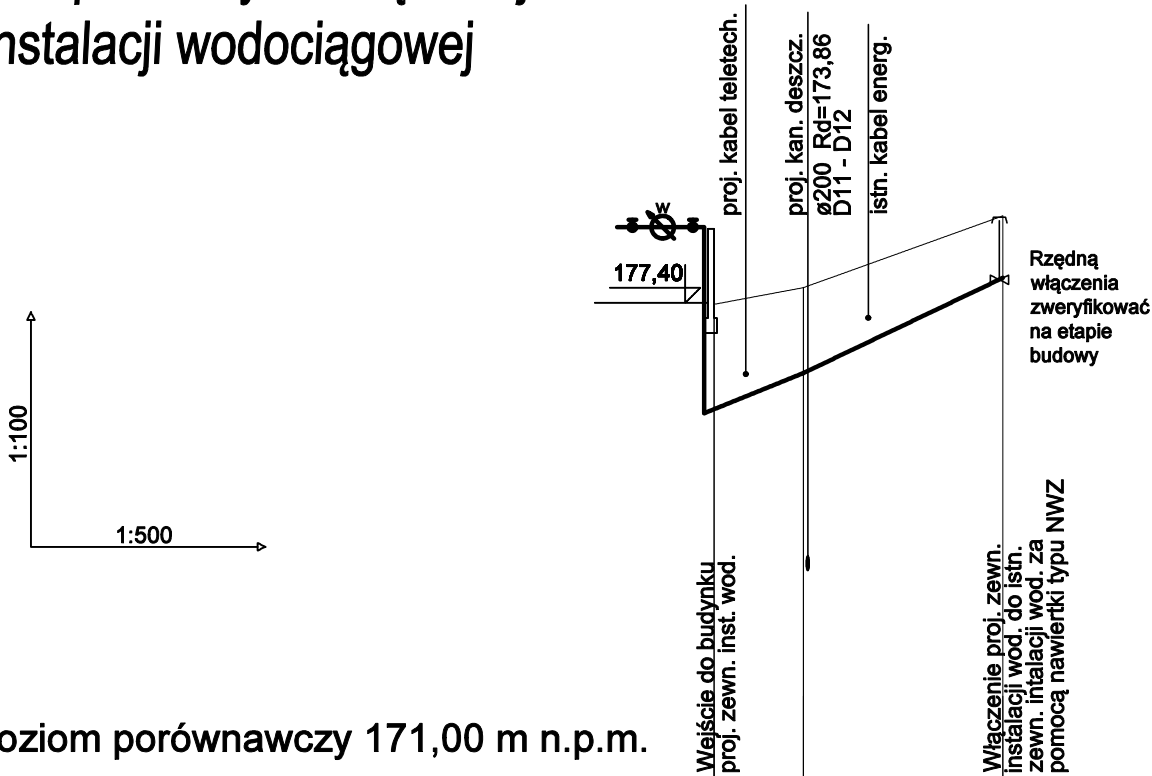 nstalacji wodociągowej
proj. kabel teletech.
proj. kan. deszcz.
ø200 Rd=173,86
D11 - D12
istn. kabel energ.
W
177,40
Rzędną
włączenia
zweryfikować
na etapie
budowy
1:100
1:500
Wejście do budynku
proj. zewn. inst. wod.
Włączenie proj. zewn.
instalacji wod. do istn.
zewn. intalacji wod. za
pomocą nawiertki typu NWZ
oziom porównawczy 171,00 m n.p.m.